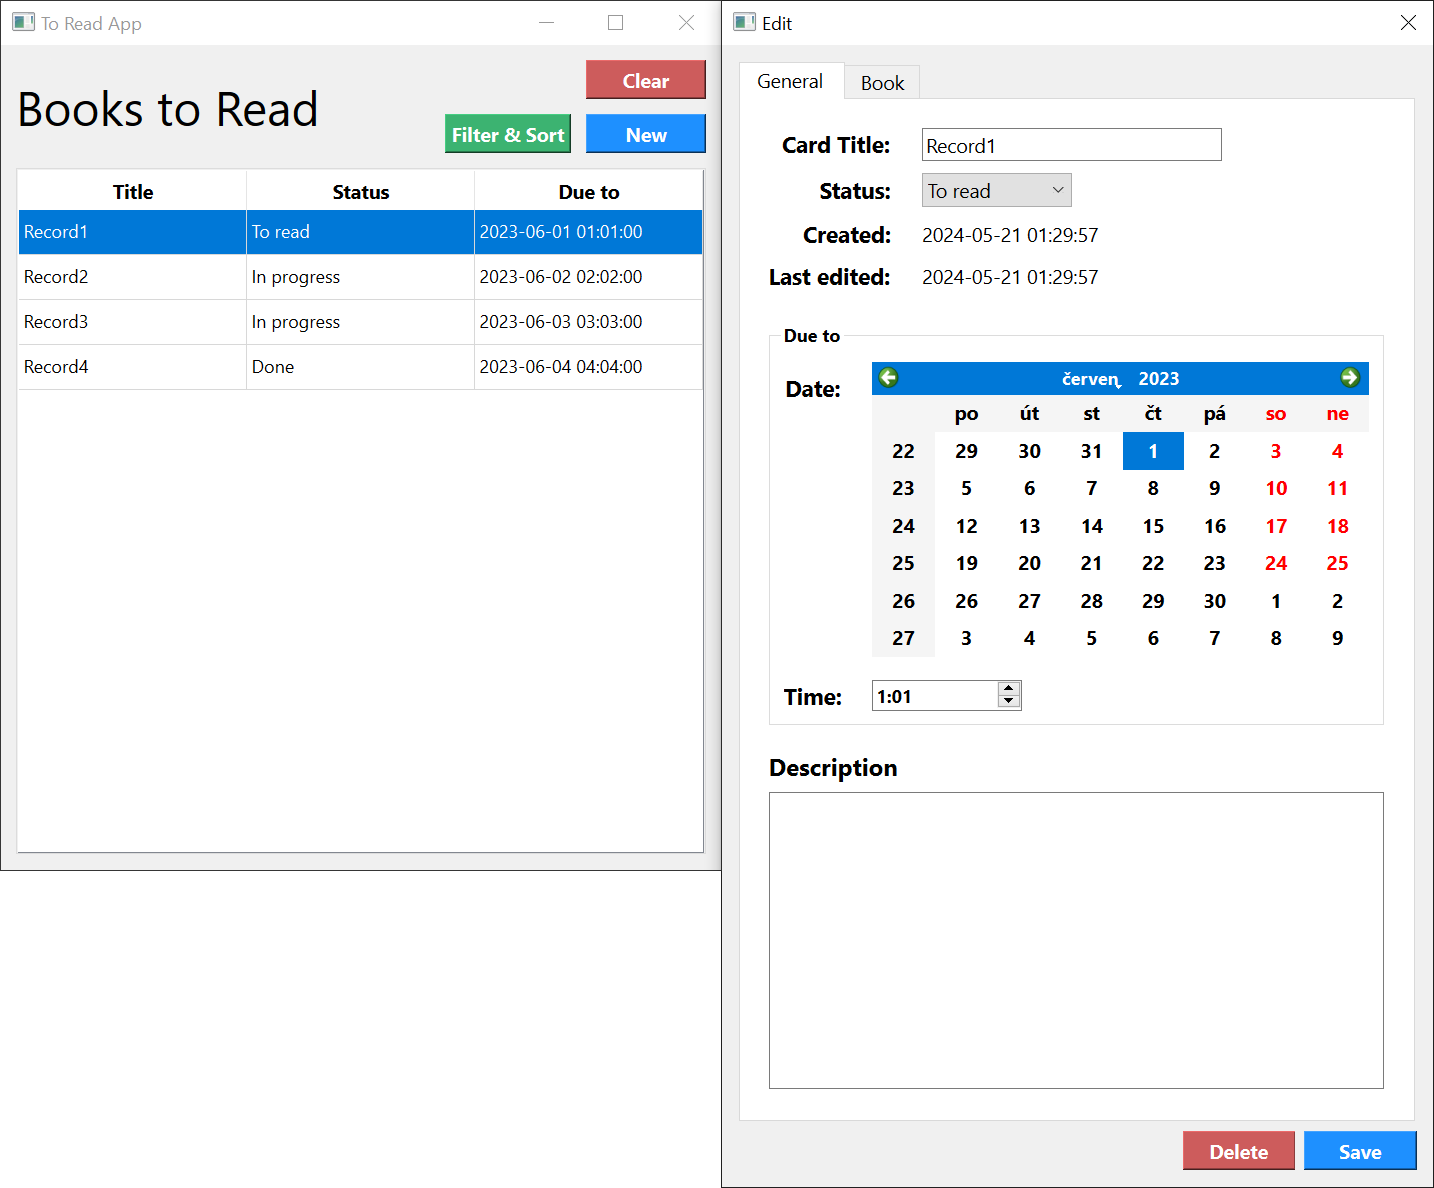 To Read App
Books to Read
Clear
Filter & Sort
New
Title Status Due to
Record1 To read 2023-06-01 01:01:00
Record2 In progress 2023-06-02 02:02:00
Record3 In progress 2023-06-03 03:03:00
Record4 Done 2023-06-04 04:04:00
Edit
General Book
Card Title: Record1
Status: To read
Created: 2024-05-21 01:29:57
Last edited: 2024-05-21 01:29:57
Due to
Date:
červen 2023
po út st čt pá so ne
22 29 30 31 1 2 3 4
23 5 6 7 8 9 10 11
24 12 13 14 15 16 17 18
25 19 20 21 22 23 24 25
26 26 27 28 29 30 1 2
27 3 4 5 6 7 8 9
Time: 1:01
Description
Delete Save